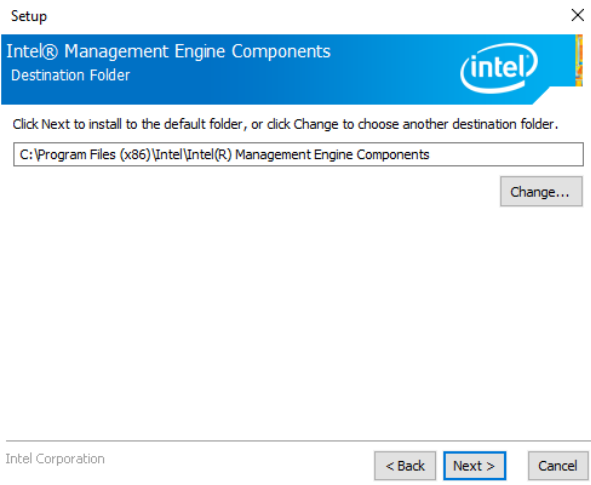 Setup
Intel® Management Engine Components
Destination Folder
intel
Click Next to install to the default folder, or click Change to choose another destination folder.
C:\Program Files (x86)\Intel\Intel(R) Management Engine Components
Change...
Intel Corporation
< Back
Next >
Cancel